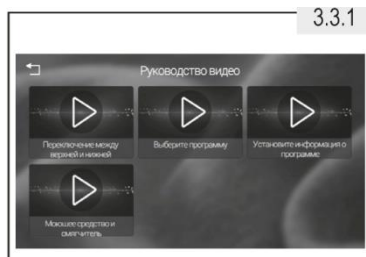 3.3.1
Руководство видео
Переключение между
верхней и нижней
Выберите программу
Установите информация о
программе
Моющее средство и
смягчитель